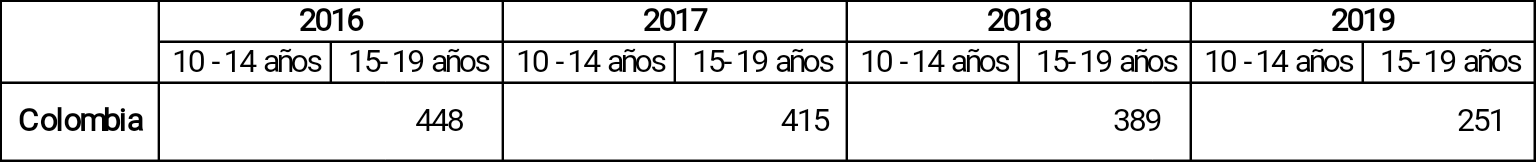 2016 2017 2018 2019
10 - 14 años 15- 19 años 10 - 14 años 15- 19 años 10 - 14 años 15- 19 años 10 - 14 años 15- 19 años
Colombia 448 415 389 251